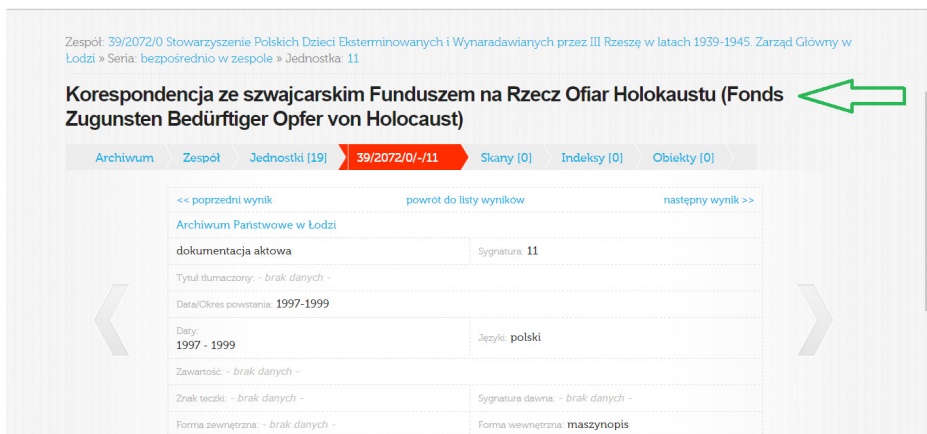 Zespół: 39/2072/0 Stowarzyszenie Polskich Dzieci Eksterminowanych i Wynaradawianych przez III Rzeszę w latach 1939-1945. Zarząd Główny w
Łodzi » Seria: bezpośrednio w zespole » Jednostka: 11
Korespondencja ze szwajcarskim Funduszem na Rzecz Ofiar Holokaustu (Fonds
Zugunsten Bedürftiger Opfer von Holocaust)
Archiwum Zespół Jednostki [19] 39/2072/0/-/11 Skany [0] Indeksy [0] Obiekty [0]
<< poprzedni wynik powrót do listy wyników następny wynik >>
Archiwum Państwowe w Łodzi
dokumentacja aktowa Sygnatura: 11
Tytuł tłumaczony: - brak danych -
Data/Okres powstania: 1997-1999
Daty:
1997 - 1999 Języki: polski
Zawartość: - brak danych -
Znak teczki: - brak danych - Sygnatura dawna: - brak danych -
Forma zewnętrzna: - brak danych - Forma wewnętrzna: maszynopis